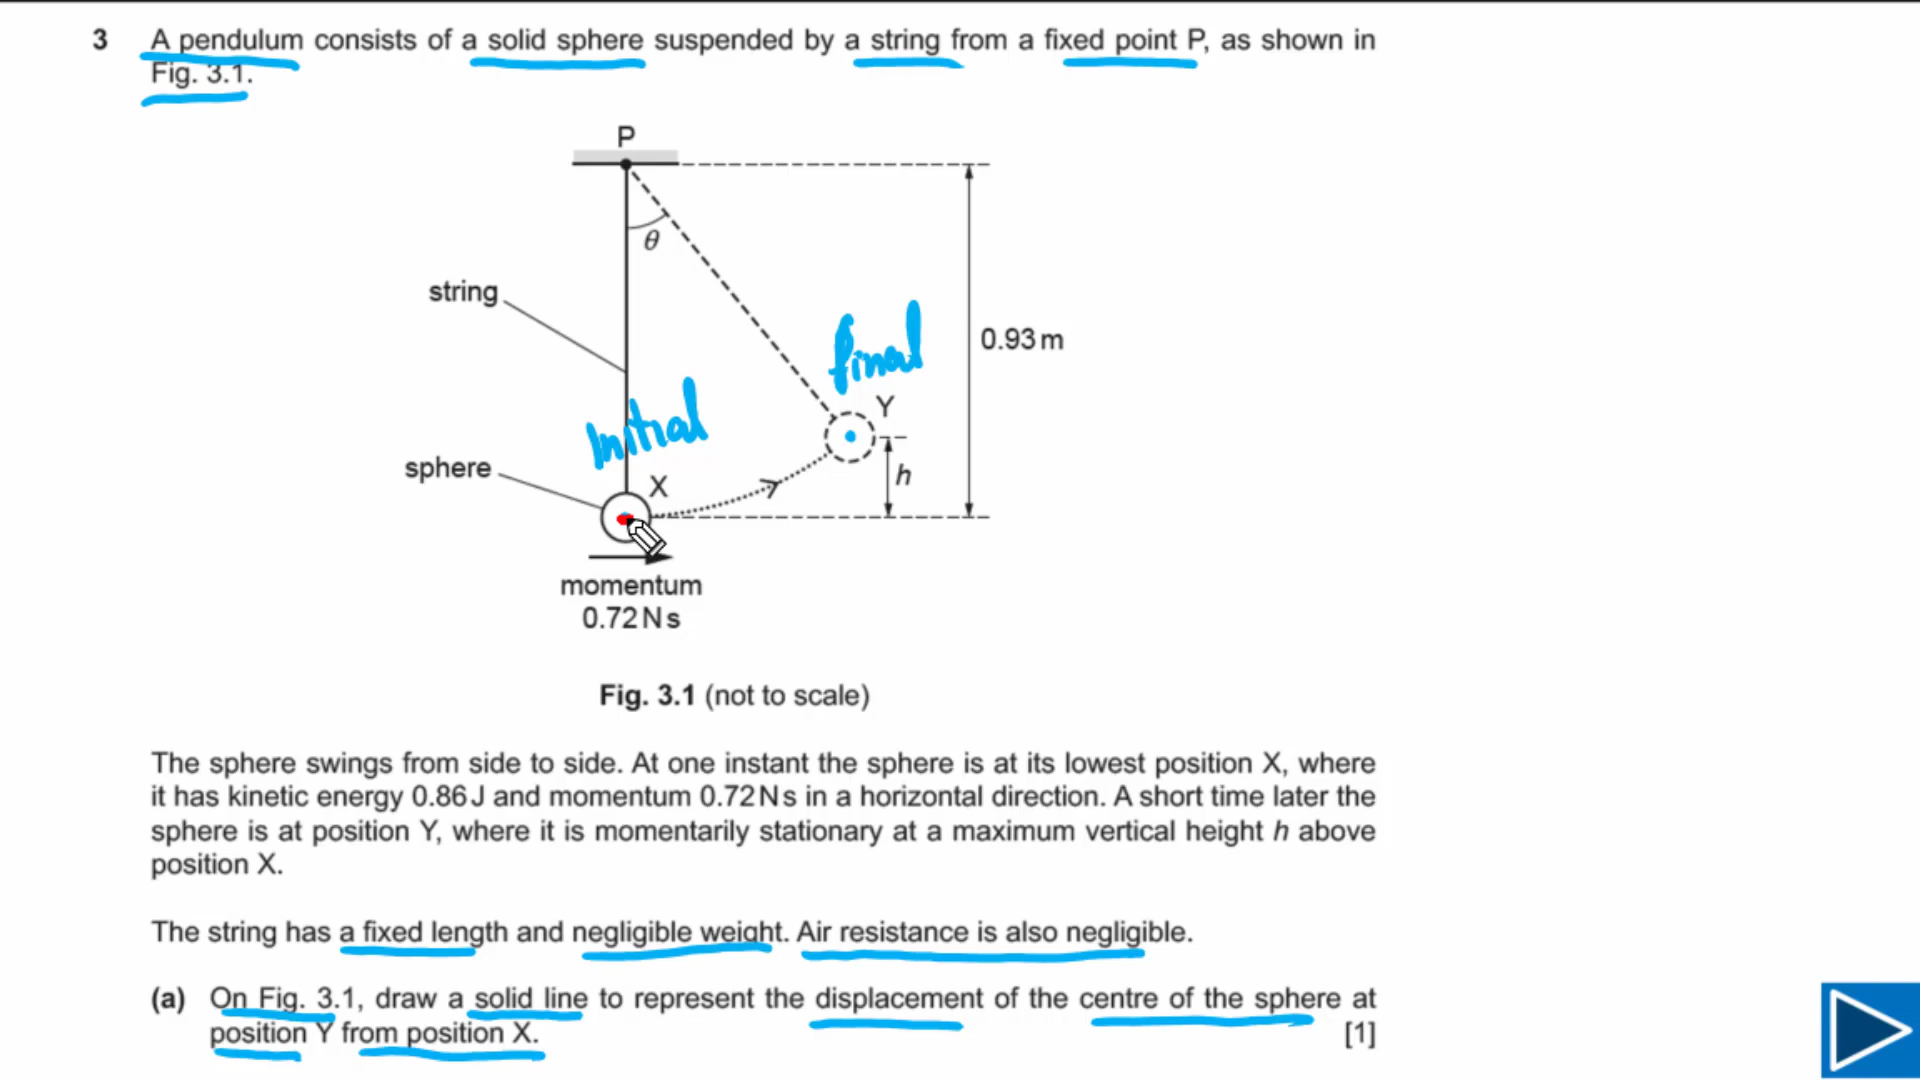 3 A pendulum consists of a solid sphere suspended by a string from a fixed point P, as shown in
Fig. 3.1.
P
θ
string
0.93 m
final
Y
Initial
sphere
X
h
momentum
0.72 N s
Fig. 3.1 (not to scale)
The sphere swings from side to side. At one instant the sphere is at its lowest position X, where
it has kinetic energy 0.86 J and momentum 0.72 N s in a horizontal direction. A short time later the
sphere is at position Y, where it is momentarily stationary at a maximum vertical height h above
position X.
The string has a fixed length and negligible weight. Air resistance is also negligible.
(a) On Fig. 3.1, draw a solid line to represent the displacement of the centre of the sphere at
position Y from position X. [1]